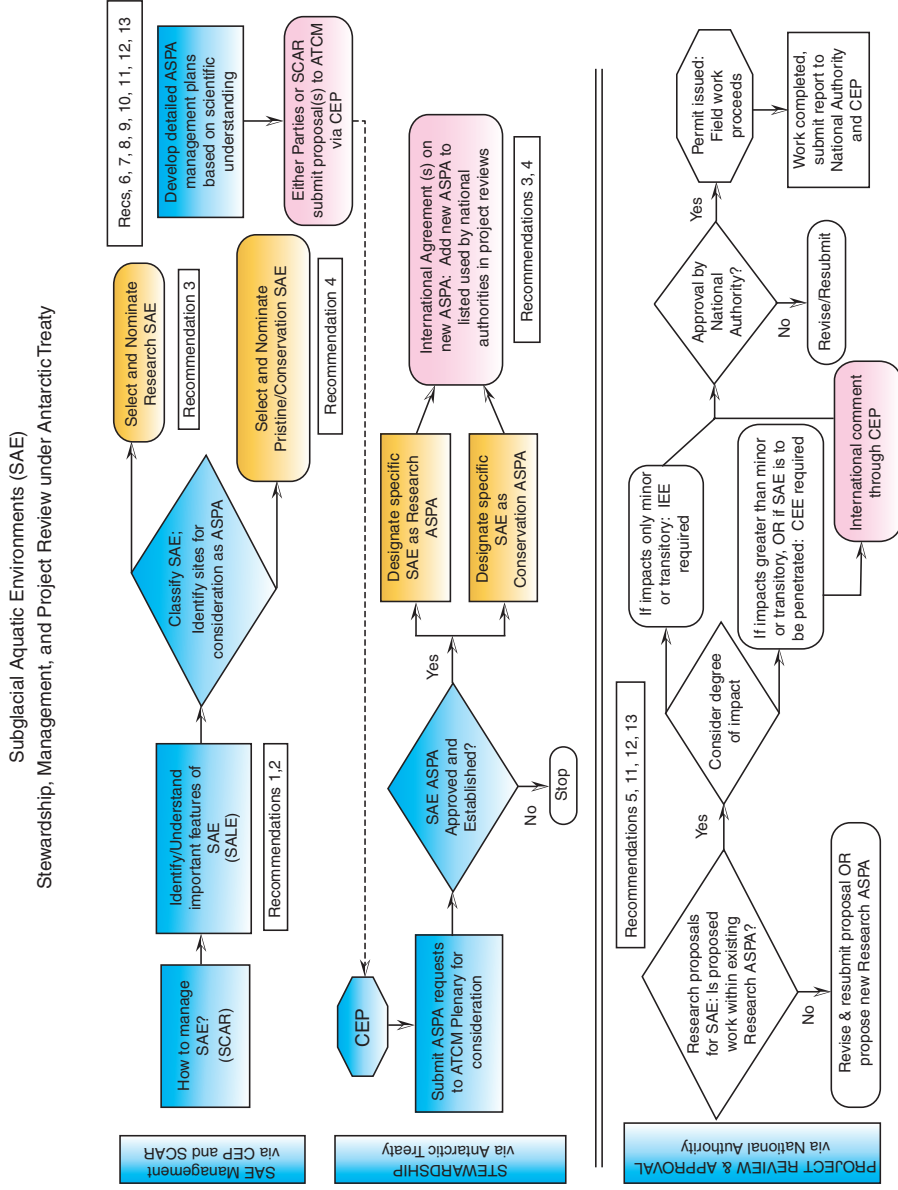 Subglacial Aquatic Environments (SAE)
Stewardship, Management, and Project Review under Antarctic Treaty
SAE Management
via CEP and SCAR
How to manage
SAE?
(SCAR)
Identify/Understand
important features of
SAE
(SALE)
Recommendations 1,2
Classify SAE;
Identify sites for
consideration as ASPA
Select and Nominate
Research SAE
Recommendation 3
Select and Nominate
Pristine/Conservation SAE
Recommendation 4
Recs, 6, 7, 8, 9, 10, 11, 12, 13
Develop detailed ASPA
management plans
based on scientific
understanding
Either Parties or SCAR
submit proposal(s) to ATCM
via CEP
STEWARDSHIP
via Antarctic Treaty
CEP
Submit ASPA requests
to ATCM Plenary for
consideration
SAE ASPA
Approved and
Established?
Yes
No
Stop
Designate specific
SAE as Research
ASPA
Designate specific
SAE as
Conservation ASPA
International Agreement (s) on
new ASPA: Add new ASPA to
listed used by national
authorities in project reviews
Recommendations 3, 4
PROJECT REVIEW & APPROVAL
via National Authority
Research proposals
for SAE: Is proposed
work within existing
Research ASPA?
No
Revise & resubmit proposal OR
propose new Research ASPA
Yes
Recommendations 5, 11, 12, 13
Consider degree
of impact
If impacts only minor
or transitory: IEE
required
If impacts greater than minor
or transitory, OR if SAE is to
be penetrated: CEE required
International comment
through CEP
Approval by
National
Authority?
No
Revise/Resubmit
Yes
Permit issued:
Field work
proceeds
Work completed,
submit report to
National Authority
and CEP